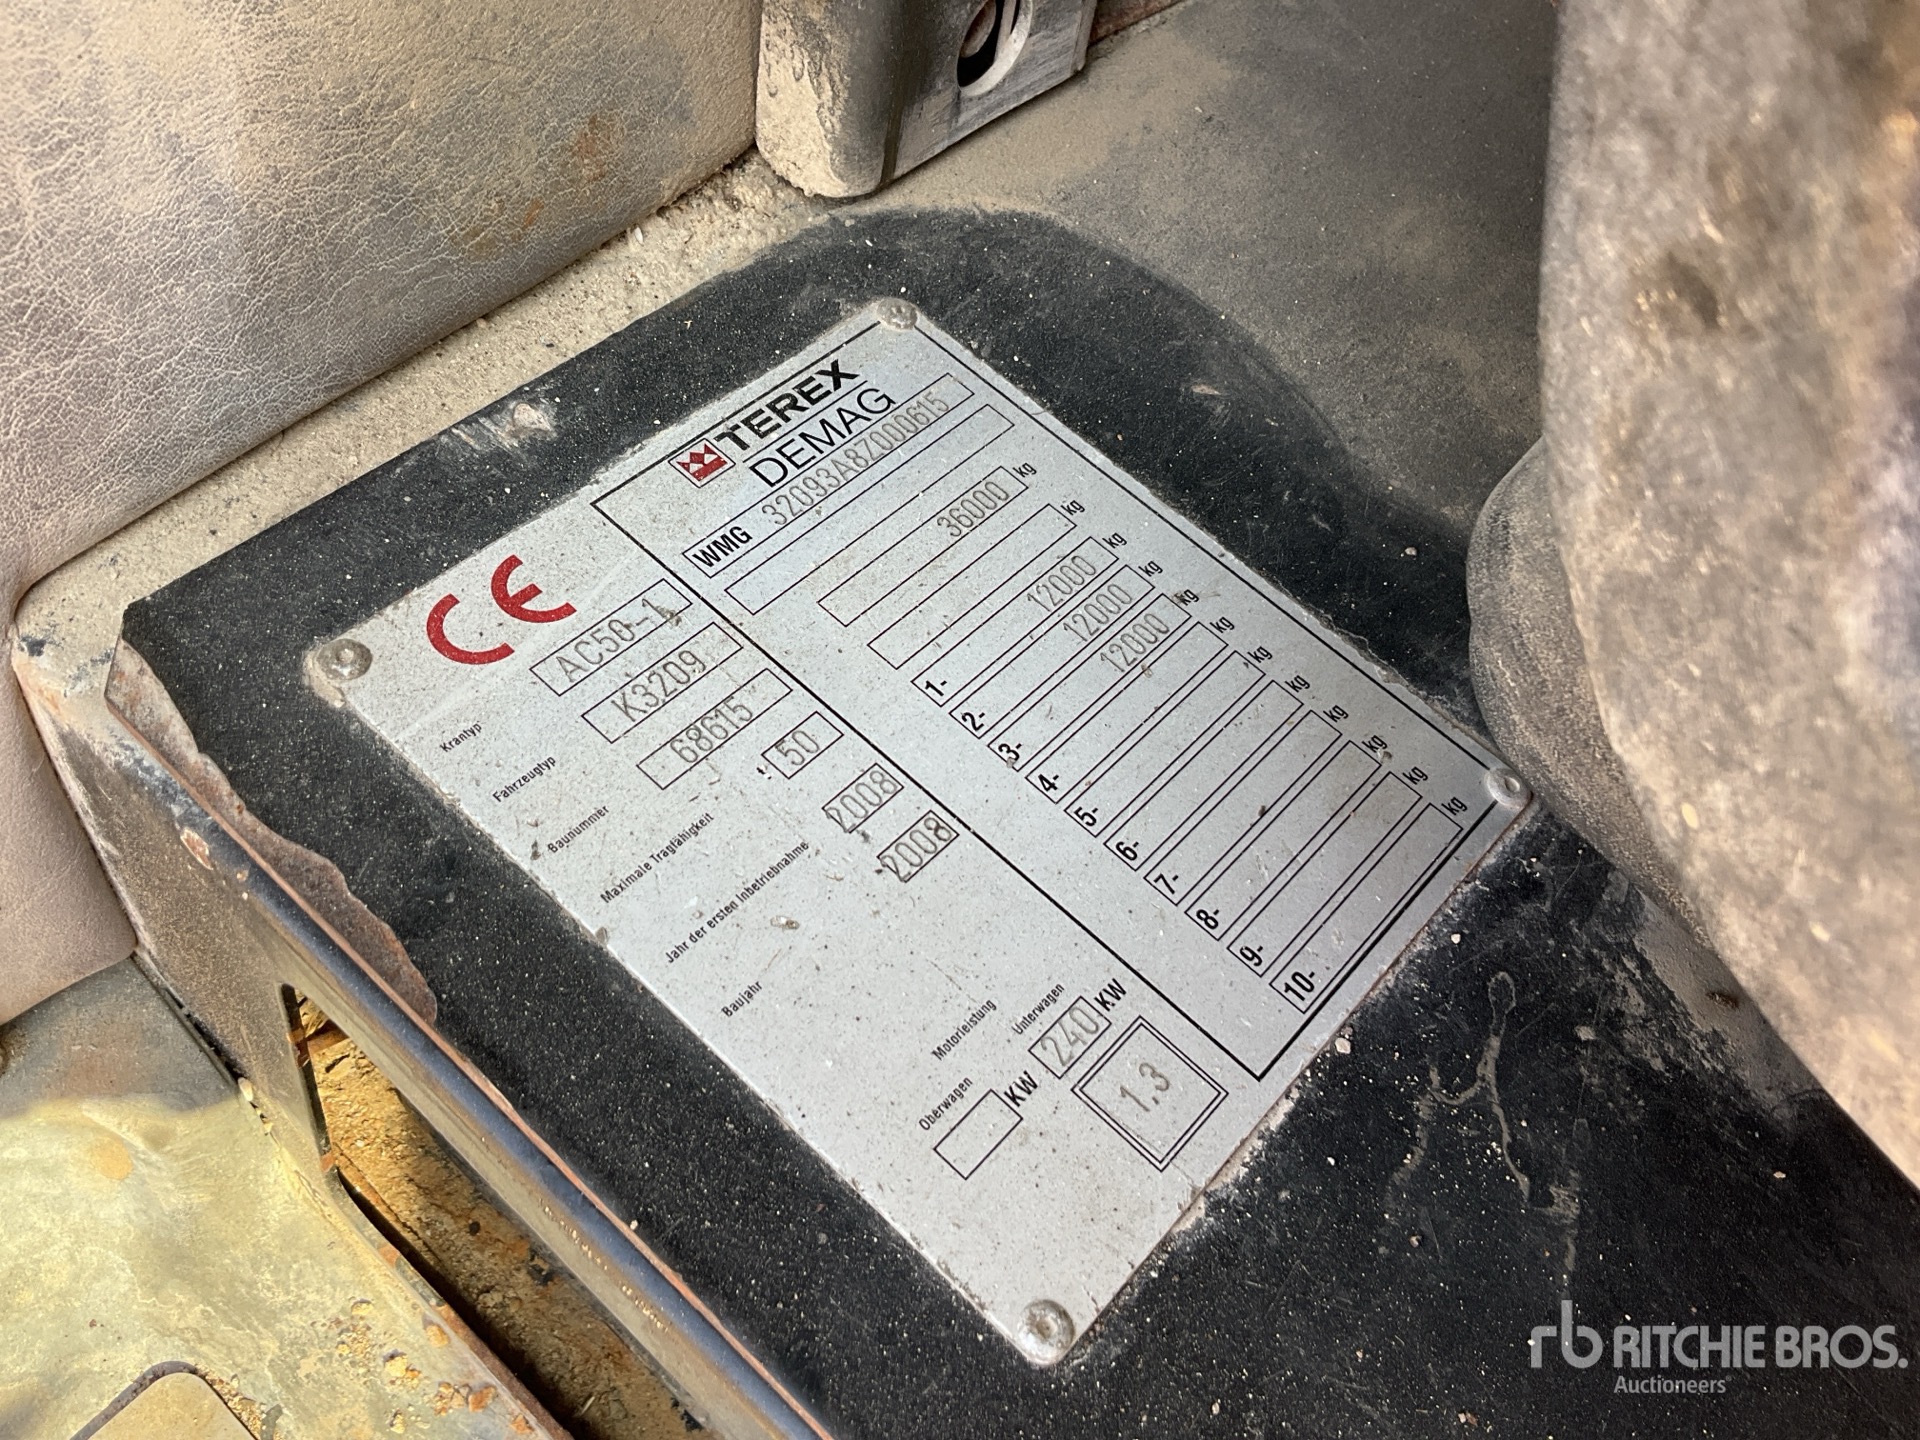 TEREX
DEMAG
WMG 32093A8Z000615
36000 kg
kg
1- 12000 kg
2- 12000 kg
3- 12000 kg
4- kg
5- kg
6- kg
7- kg
8- kg
9- kg
10- kg
CE
Krantyp AC50-1
Fahrzeugtyp K3209
Baunummer 68615
Maximale Tragfähigkeit t 50
Jahr der ersten Inbetriebnahme 2008
Baujahr 2008
Motorleistung
Oberwagen KW
Unterwagen 240 KW
1.3
rb RITCHIE BROS.
Auctioneers